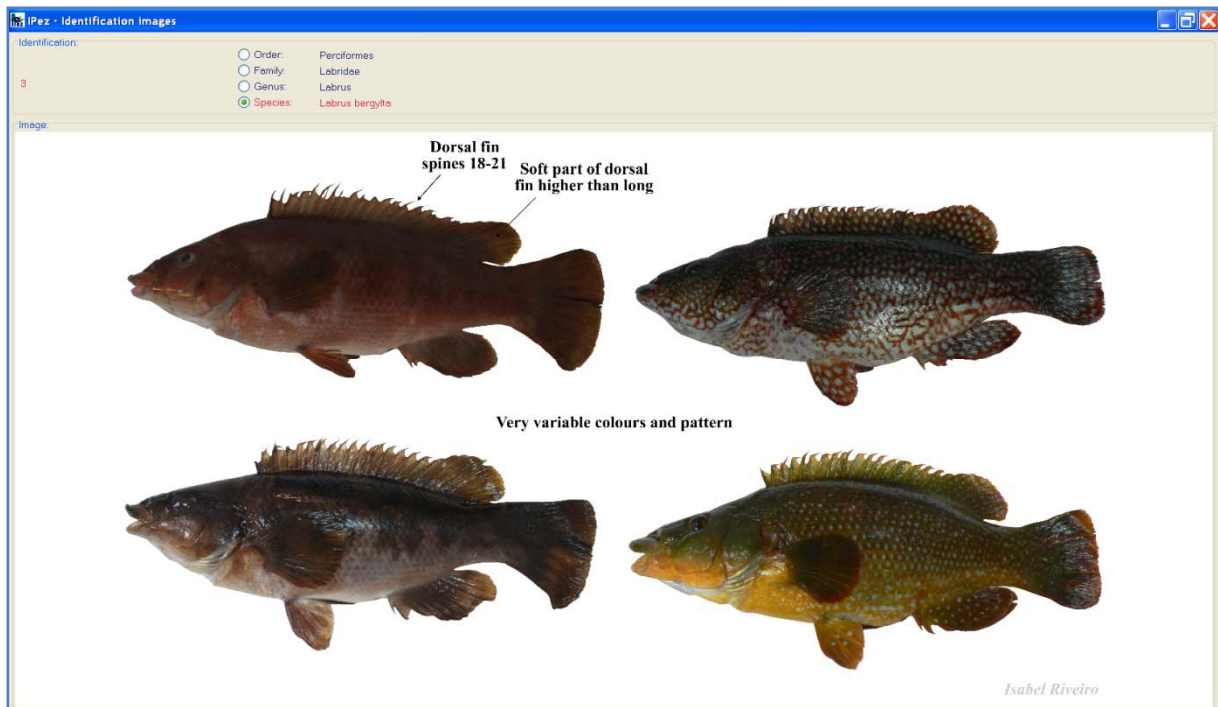 IPez - Identification images
Identification:
3
Order: Perciformes
Family: Labridae
Genus: Labrus
Species: Labrus bergylta
Image:
Dorsal fin
spines 18-21
Soft part of dorsal
fin higher than long
Very variable colours and pattern
Isabel Riveiro